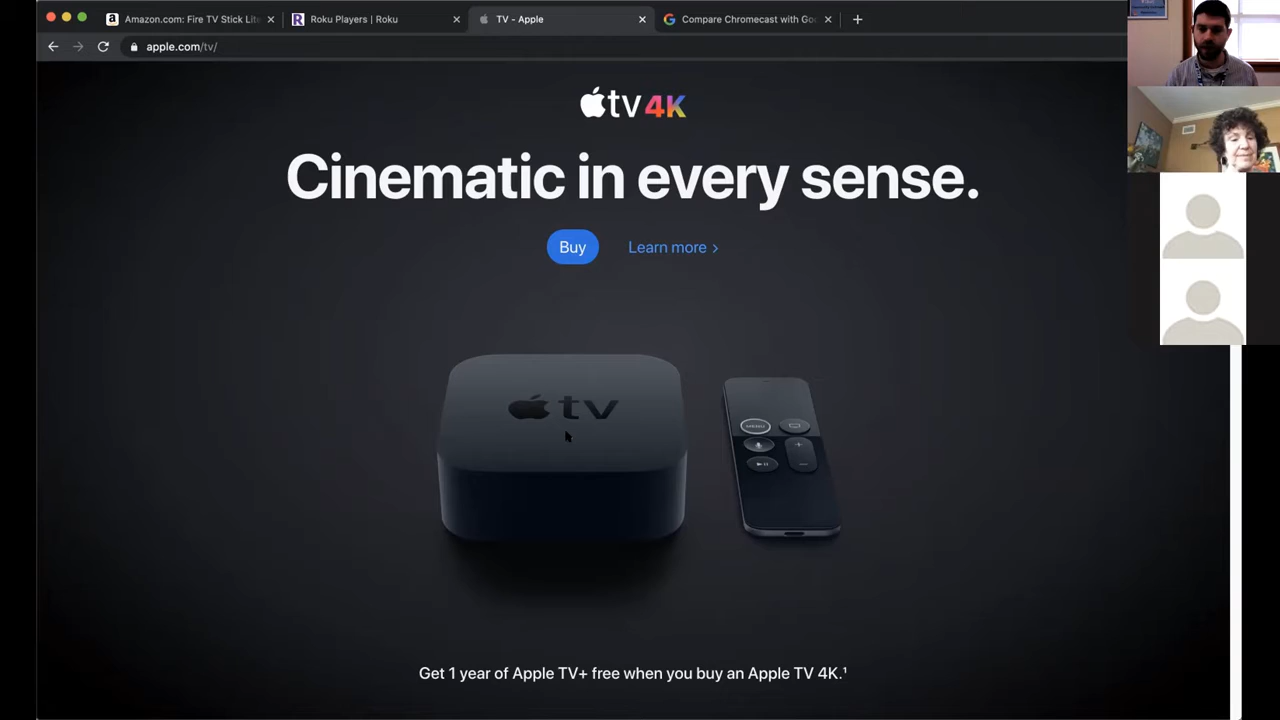 Amazon.com: Fire TV Stick Lite
Roku Players | Roku
TV - Apple
Compare Chromecast with Goo
apple.com/tv/
tv 4K
Cinematic in every sense.
Buy
Learn more >
tv
MENU
Get 1 year of Apple TV+ free when you buy an Apple TV 4K.¹